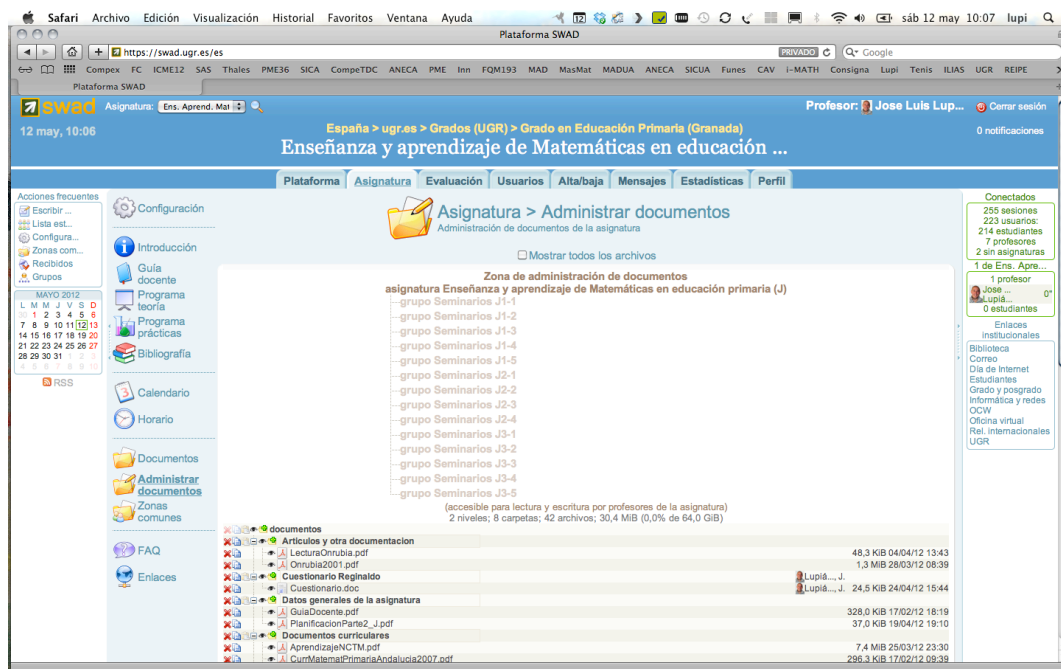 Safari Archivo Edición Visualización Historial Favoritos Ventana Ayuda sáb 12 may 10:07 lupi
Plataforma SWAD
https://swad.ugr.es/es PRIVADO Google
Compex FC ICME12 SAS Thales PME36 SICA CompeTDC ANECA PME Inn FQM193 MAD MasMat MADUA ANECA SICUA Funes CAV i-MATH Consigna Lupi Tenis ILIAS UGR REIPE
Plataforma SWAD
swad Asignatura: Ens. Aprend. Mat Profesor: Jose Luis Lup... Cerrar sesión
12 may, 10:06
España > ugr.es > Grados (UGR) > Grado en Educación Primaria (Granada)
0 notificaciones
Enseñanza y aprendizaje de Matemáticas en educación ...
Plataforma Asignatura Evaluación Usuarios Alta/baja Mensajes Estadísticas Perfil
Acciones frecuentes
Escribir ...
Lista est...
Configura...
Zonas com...
Recibidos
Grupos
MAYO 2012
L M M J V S D
30 1 2 3 4 5 6
7 8 9 10 11 12 13
14 15 16 17 18 19 20
21 22 23 24 25 26 27
28 29 30 31 1 2 3
4 5 6 7 8 9 10
RSS
Configuración
Introducción
Guía
docente
Programa
teoría
Programa
prácticas
Bibliografía
Calendario
Horario
Documentos
Administrar
documentos
Zonas
comunes
FAQ
Enlaces
Asignatura > Administrar documentos
Administración de documentos de la asignatura
Mostrar todos los archivos
Zona de administración de documentos
asignatura Enseñanza y aprendizaje de Matemáticas en educación primaria (J)
grupo Seminarios J1-1
grupo Seminarios J1-2
grupo Seminarios J1-3
grupo Seminarios J1-4
grupo Seminarios J1-5
grupo Seminarios J2-1
grupo Seminarios J2-2
grupo Seminarios J2-3
grupo Seminarios J2-4
grupo Seminarios J3-1
grupo Seminarios J3-2
grupo Seminarios J3-3
grupo Seminarios J3-4
grupo Seminarios J3-5
(accesible para lectura y escritura por profesores de la asignatura)
2 niveles; 8 carpetas; 42 archivos; 30,4 MiB (0,0% de 64,0 GiB)
documentos
Articulos y otra documentacion
LecturaOnrubia.pdf 48,3 KiB 04/04/12 13:43
Onrubia2001.pdf 1,3 MiB 28/03/12 08:39
Cuestionario Reginaldo Lupiá..., J.
Cuestionario.doc Lupiá..., J. 24,5 KiB 24/04/12 15:44
Datos generales de la asignatura
GuiaDocente.pdf 328,0 KiB 17/02/12 18:19
PlanificacionParte2_J.pdf 37,0 KiB 19/04/12 19:10
Documentos curriculares
AprendizajeNCTM.pdf 7,4 MiB 25/03/12 23:30
CurrMatematPrimariaAndalucia2007.pdf 296,3 KiB 17/02/12 09:39
Conectados
255 sesiones
223 usuarios:
214 estudiantes
7 profesores
2 sin asignaturas
1 de Ens. Apre...
1 profesor
Jose ...
Lupiá... 0"
0 estudiantes
Enlaces
institucionales
Biblioteca
Correo
Día de Internet
Estudiantes
Grado y posgrado
Informática y redes
OCW
Oficina virtual
Rel. internacionales
UGR